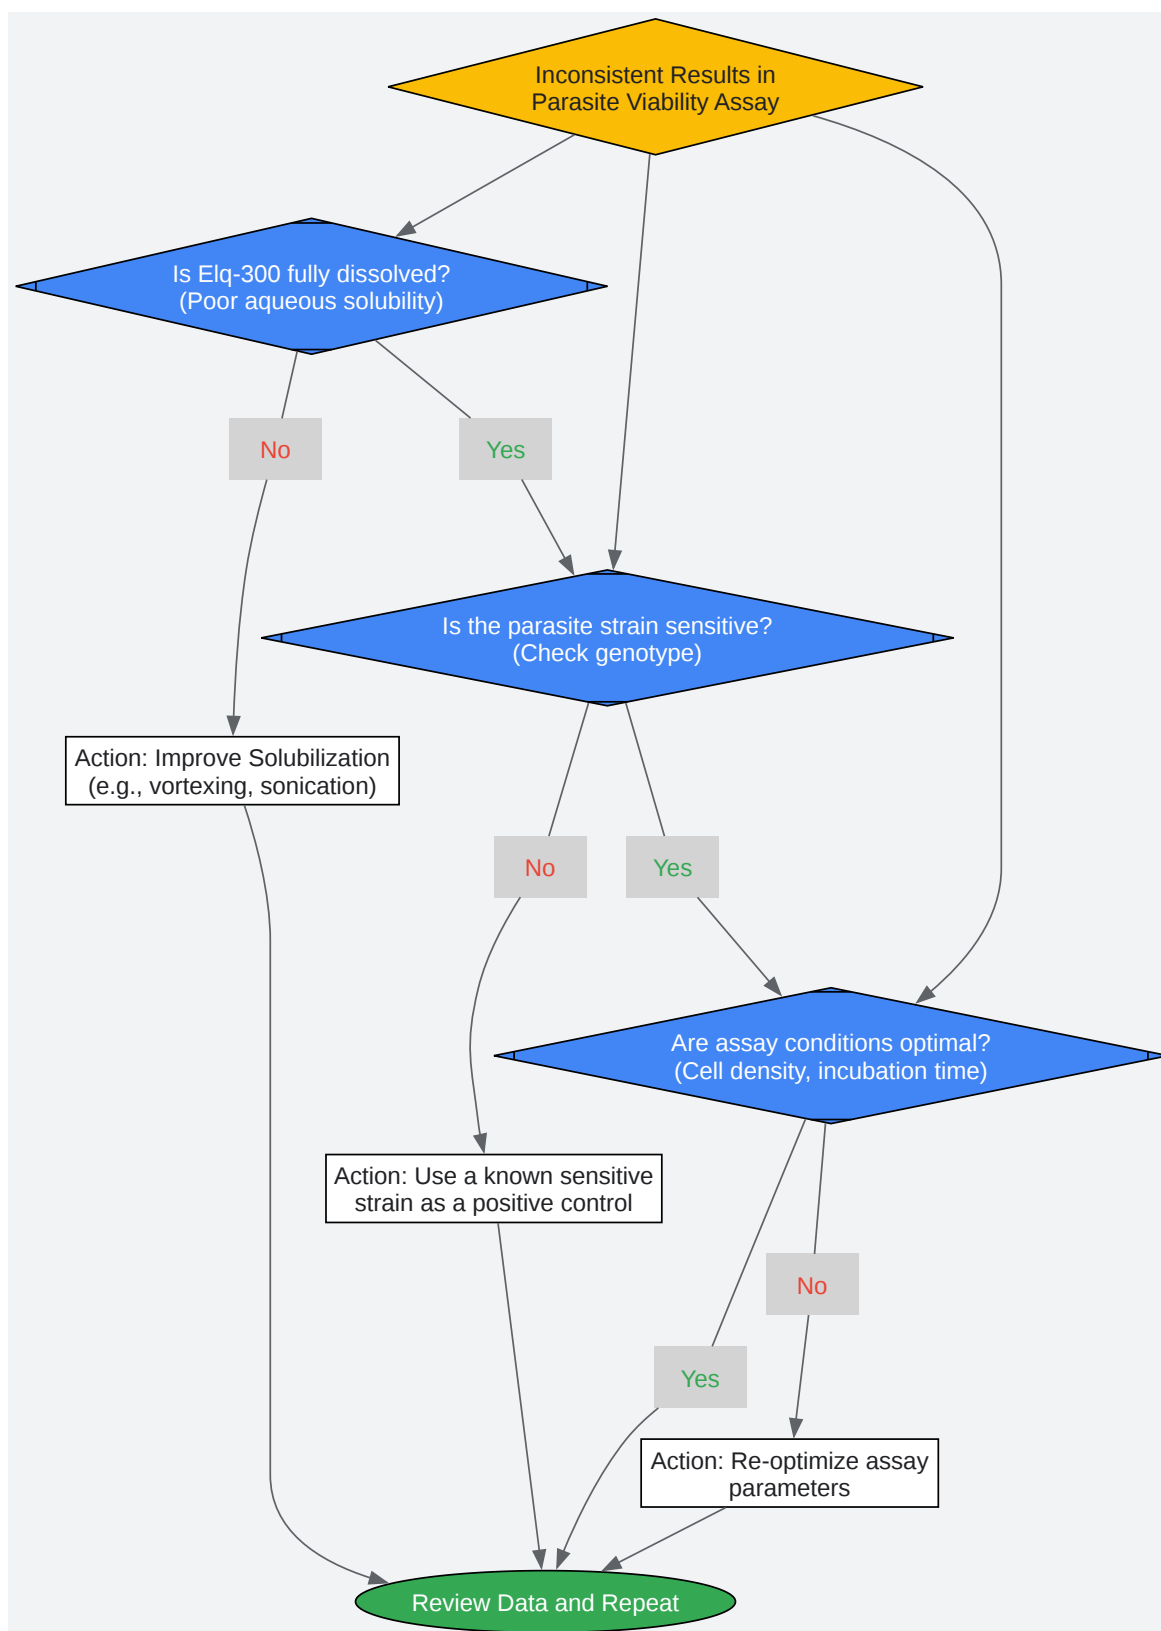 Inconsistent Results in
Parasite Viability Assay
Is Elq-300 fully dissolved?
(Poor aqueous solubility)
No
Yes
Is the parasite strain sensitive?
(Check genotype)
Action: Improve Solubilization
(e.g., vortexing, sonication)
No
Yes
Are assay conditions optimal?
(Cell density, incubation time)
Action: Use a known sensitive
strain as a positive control
No
Yes
Action: Re-optimize assay
parameters
Review Data and Repeat